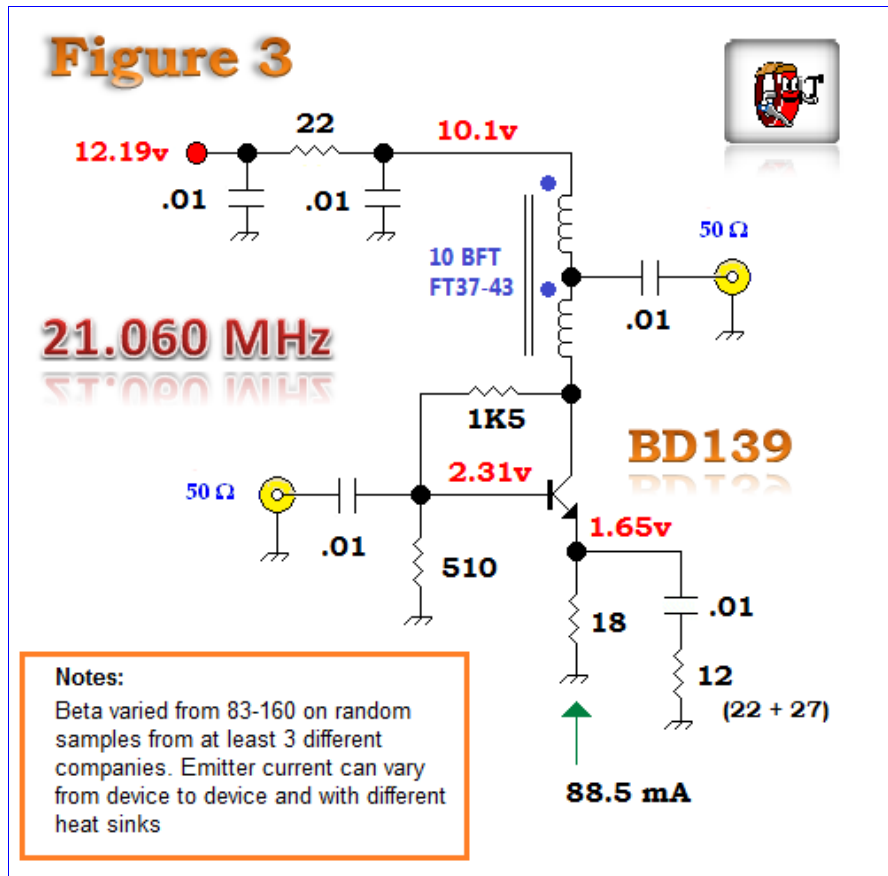 Figure 3
22
10.1v
12.19v
.01
.01
50 Ω
10 BFT
FT37-43
.01
21.060 MHz
1K5
BD139
2.31v
50 Ω
1.65v
.01
510
.01
18
12
(22 + 27)
88.5 mA
Notes:
Beta varied from 83-160 on random
samples from at least 3 different
companies. Emitter current can vary
from device to device and with different
heat sinks